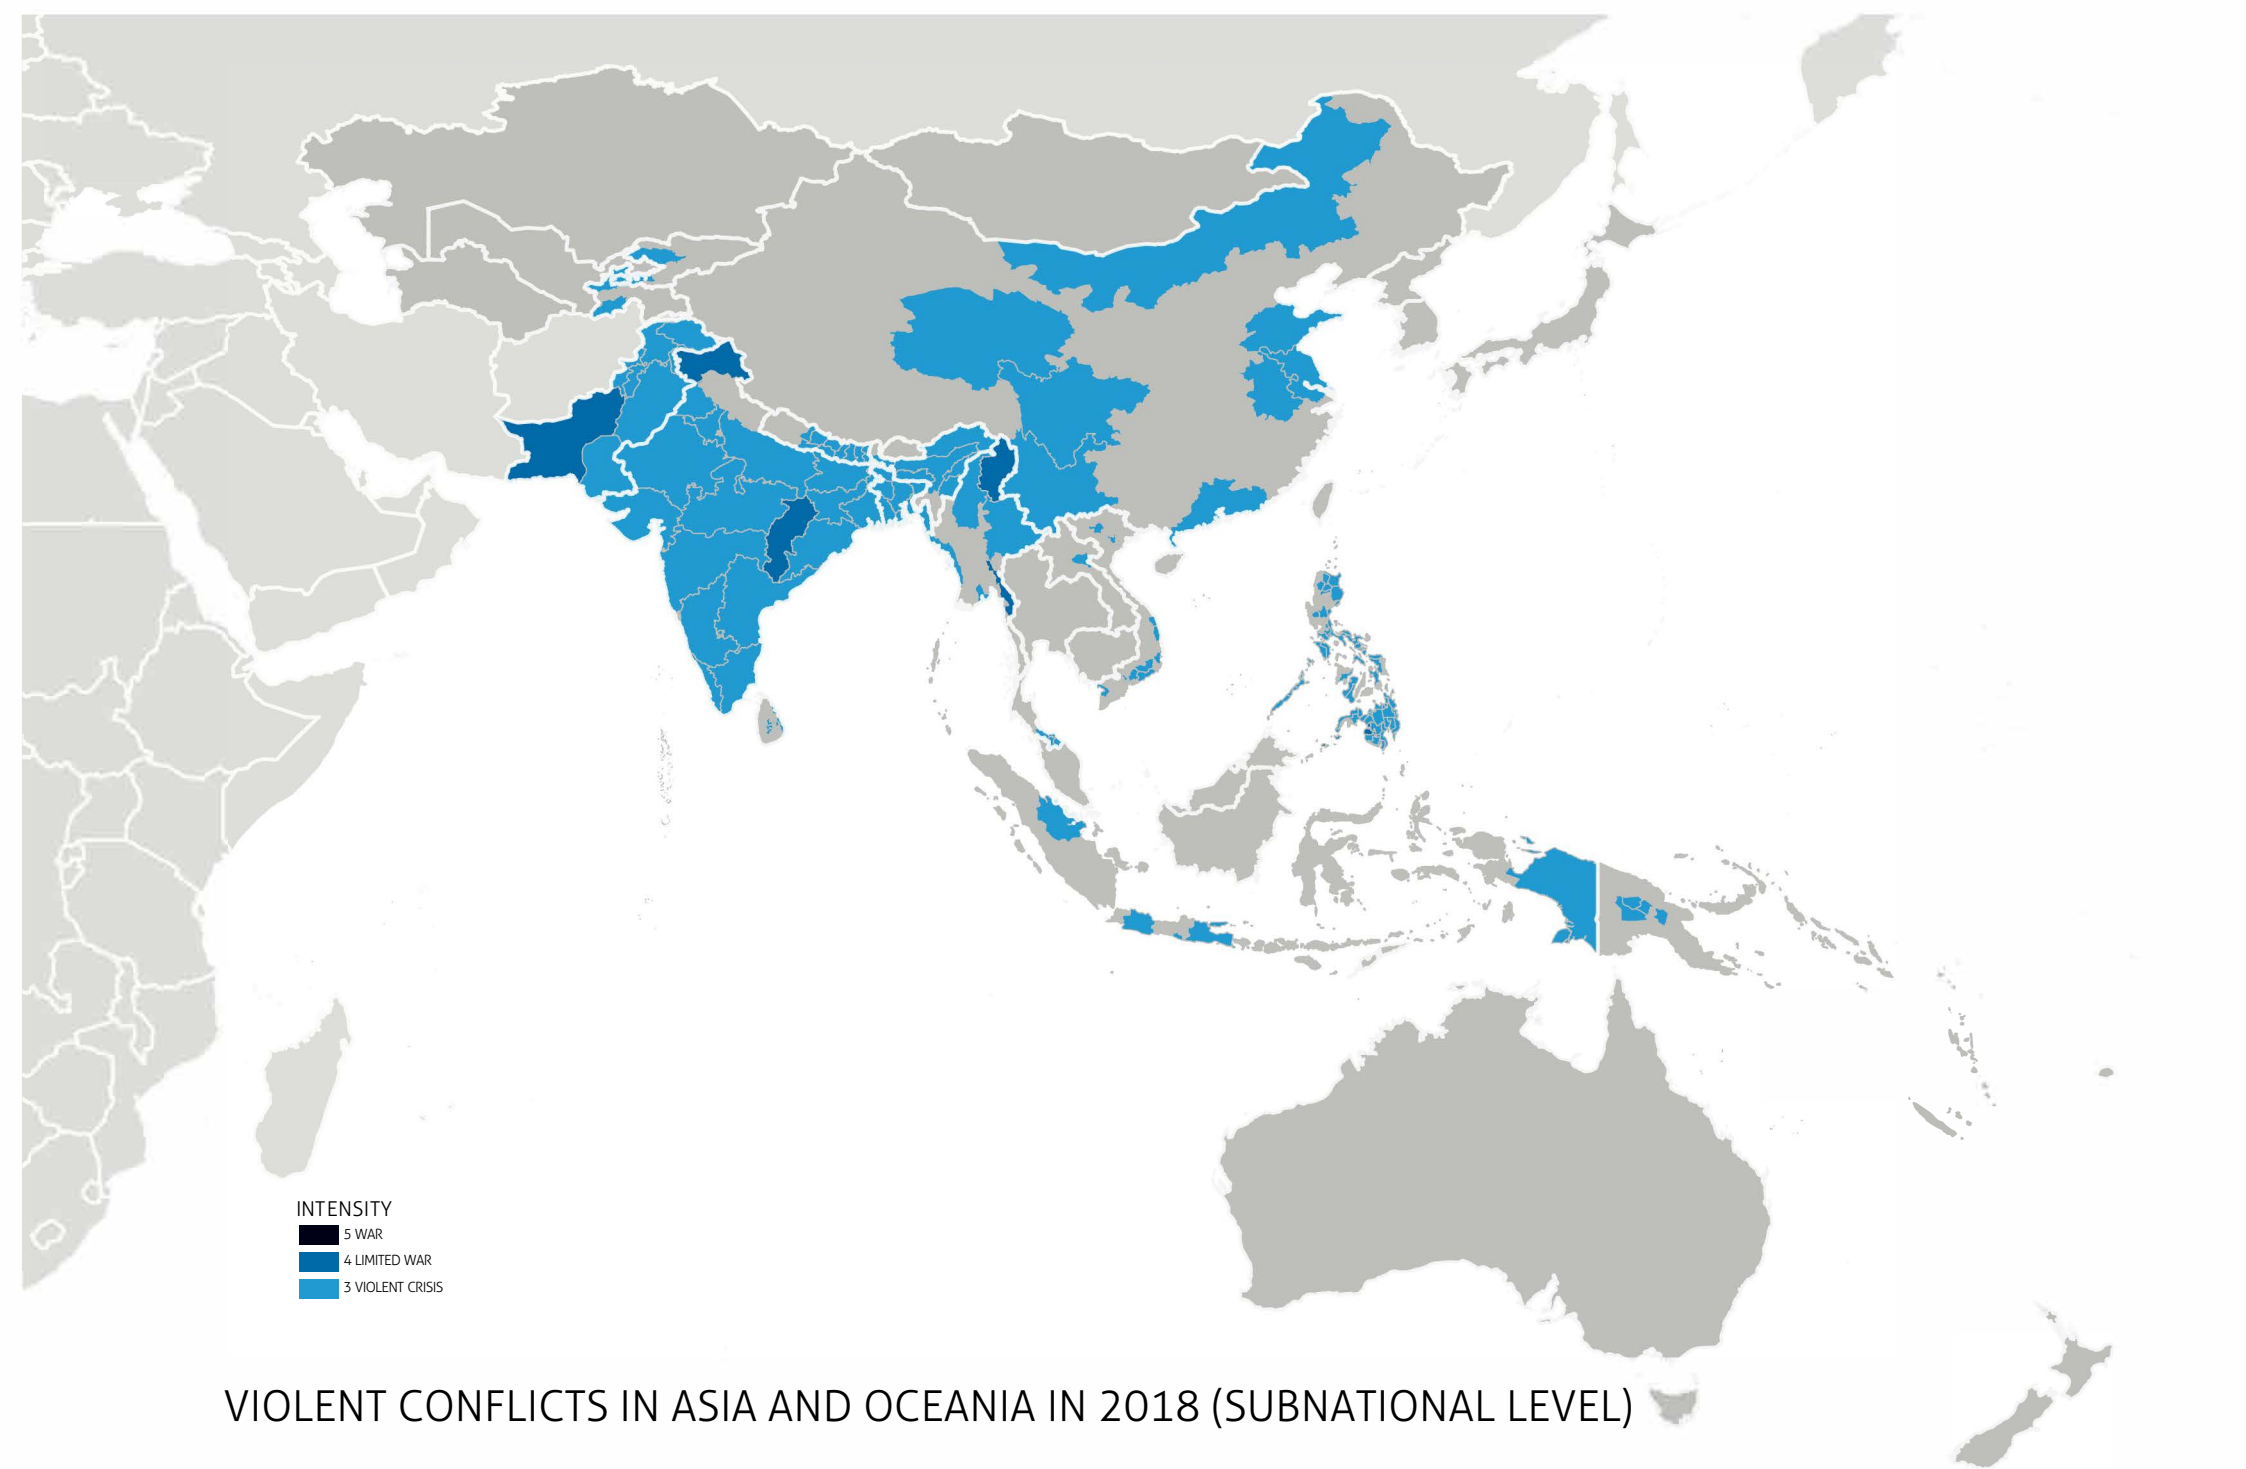 INTENSITY
5 WAR
4 LIMITED WAR
3 VIOLENT CRISIS
VIOLENT CONFLICTS IN ASIA AND OCEANIA IN 2018 (SUBNATIONAL LEVEL)